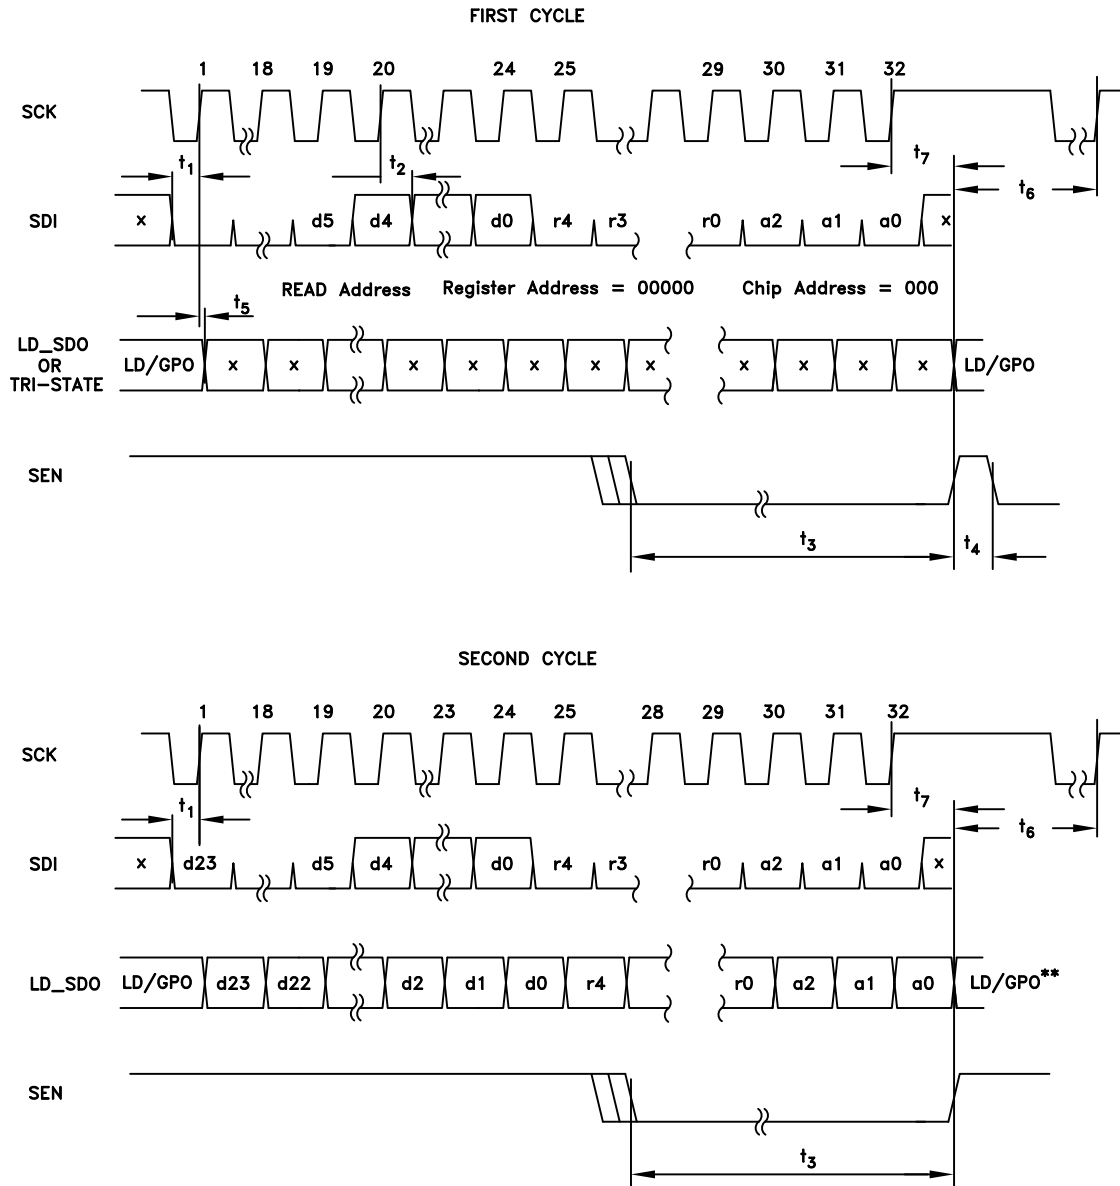 FIRST CYCLE
1 18 19 20 24 25 29 30 31 32
SCK
t1 t2 t7 t6
SDI x d5 d4 d0 r4 r3 r0 a2 a1 a0 x
READ Address Register Address = 00000 Chip Address = 000
t5
LD_SDO
OR
TRI-STATE
LD/GPO x x x x x x x x x x x LD/GPO
SEN
t3 t4
SECOND CYCLE
1 18 19 20 23 24 25 28 29 30 31 32
SCK
t1 t7 t6
SDI x d23 d5 d4 d0 r4 r3 r0 a2 a1 a0 x
LD_SDO LD/GPO d23 d22 d2 d1 d0 r4 r0 a2 a1 a0 LD/GPO**
SEN
t3